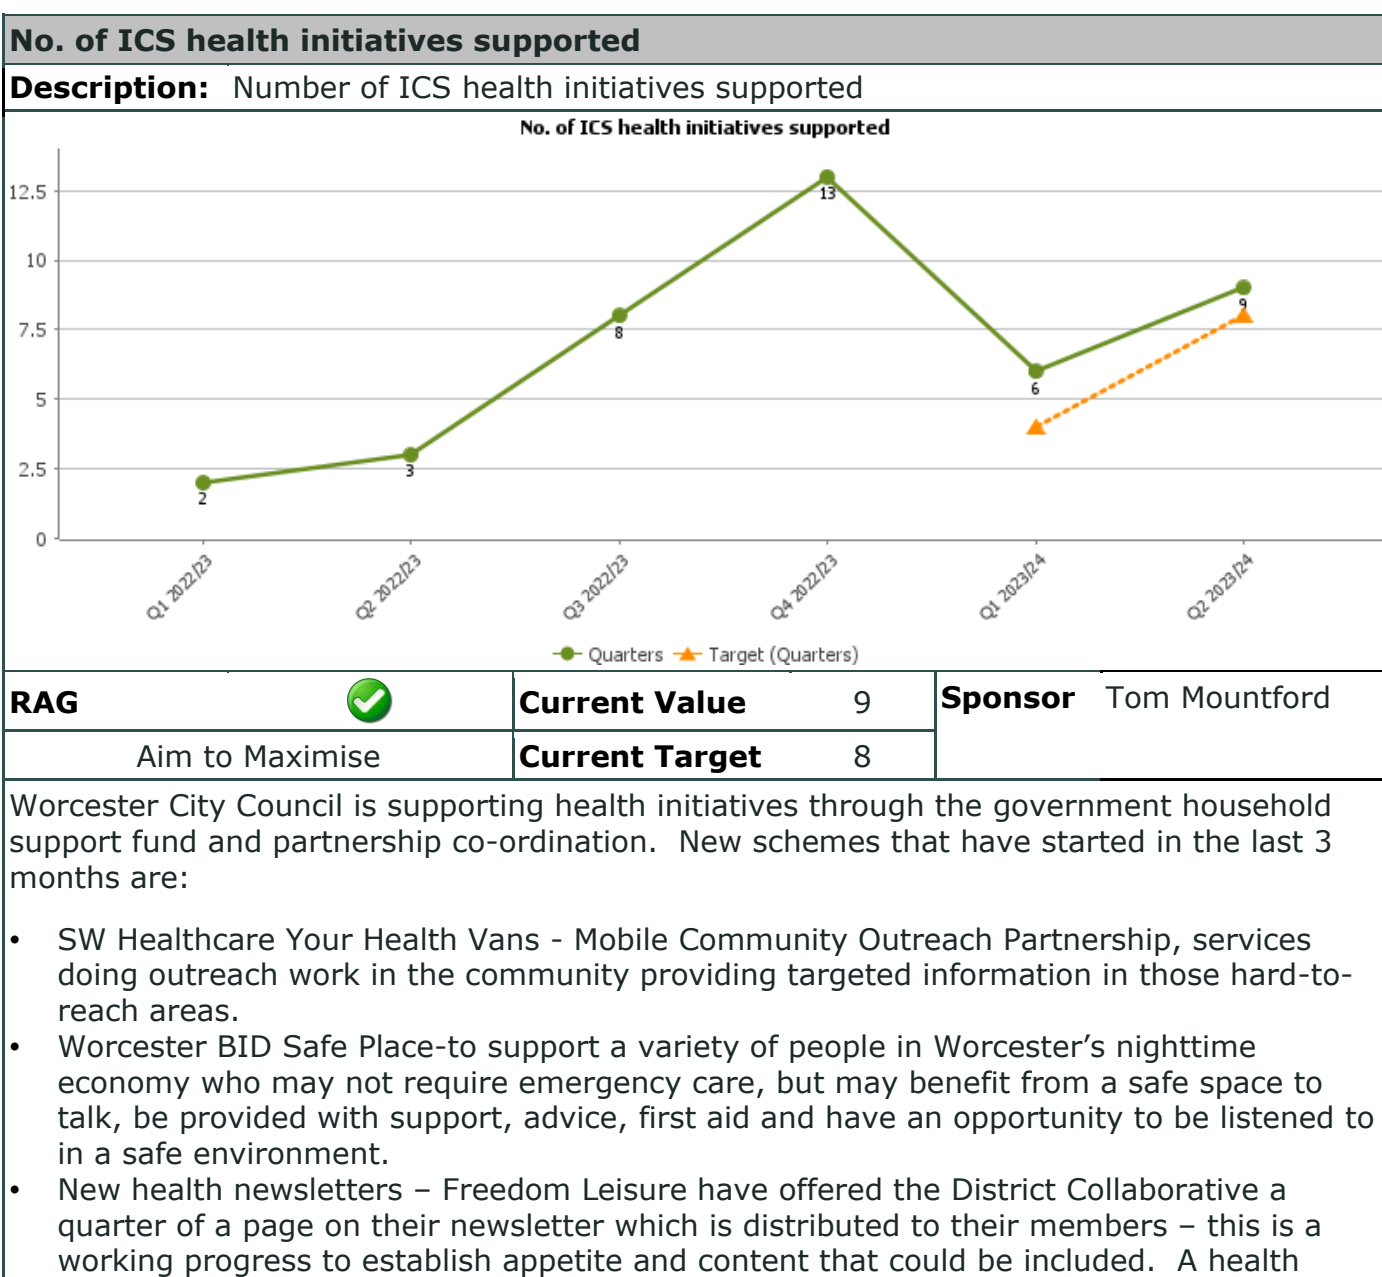 No. of ICS health initiatives supported
Description: Number of ICS health initiatives supported
No. of ICS health initiatives supported
12.5
10
7.5
5
2.5
0
2
3
8
13
6
9
Q1 2022/23
Q2 2022/23
Q3 2022/23
Q4 2022/23
Q1 2023/24
Q2 2023/24
Quarters Target (Quarters)
RAG Current Value 9 Sponsor Tom Mountford
Aim to Maximise Current Target 8
Worcester City Council is supporting health initiatives through the government household
support fund and partnership co-ordination.  New schemes that have started in the last 3
months are:
• SW Healthcare Your Health Vans - Mobile Community Outreach Partnership, services
doing outreach work in the community providing targeted information in those hard-to-
reach areas.
• Worcester BID Safe Place-to support a variety of people in Worcester’s nighttime
economy who may not require emergency care, but may benefit from a safe space to
talk, be provided with support, advice, first aid and have an opportunity to be listened to
in a safe environment.
• New health newsletters – Freedom Leisure have offered the District Collaborative a
quarter of a page on their newsletter which is distributed to their members – this is a
working progress to establish appetite and content that could be included.  A health